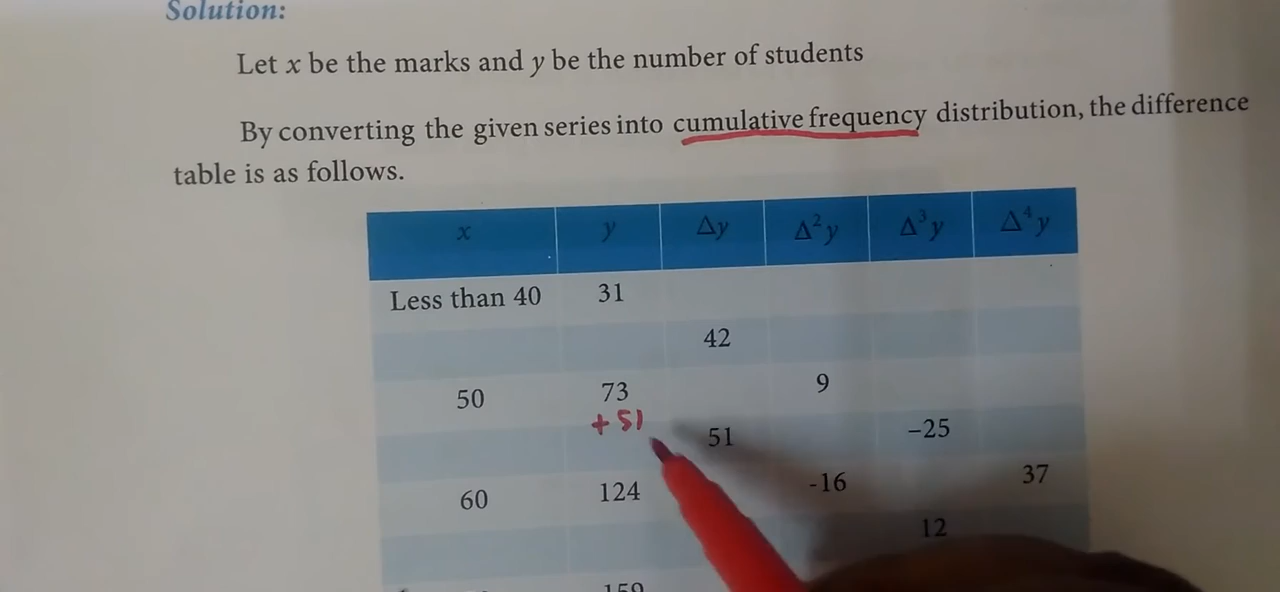 Solution:
Let x be the marks and y be the number of students
By converting the given series into cumulative frequency distribution, the difference
table is as follows.
x y Δy Δ²y Δ³y Δ⁴y
Less than 40 31
42
50 73 9
+51 51 –25
60 124 -16 37
12
159